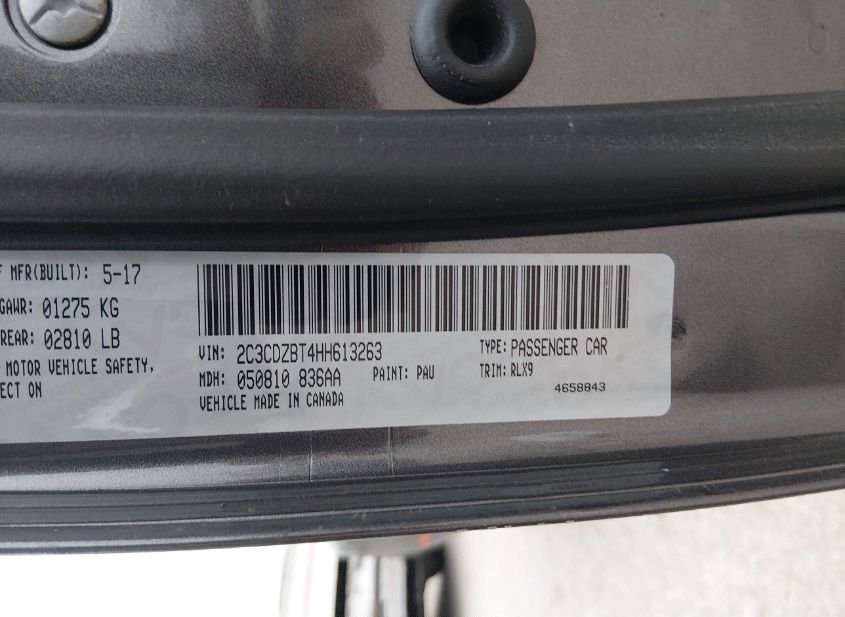 F MFR(BUILT): 5-17
GAWR: 01275 KG
REAR: 02810 LB
MOTOR VEHICLE SAFETY,
ECT ON
VIN: 2C3CDZBT4HH613263 TYPE: PASSENGER CAR
MDH: 050810 836AA PAINT: PAU TRIM: RLX9
VEHICLE MADE IN CANADA 4658843